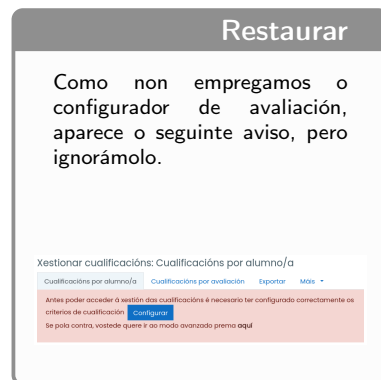 Restaurar
Como non empregamos o
configurador de avaliación,
aparece o seguinte aviso, pero
ignorámolo.
Xestionar cualificacións: Cualificacións por alumno/a
Cualificacións por alumno/a Cualificacións por avaliación Exportar Máis
Antes poder acceder á xestión das cualificacións é necesario ter configurado correctamente os
criterios de cualificación Configurar
Se pola contra, vostede quere ir ao modo avanzado prema aquí